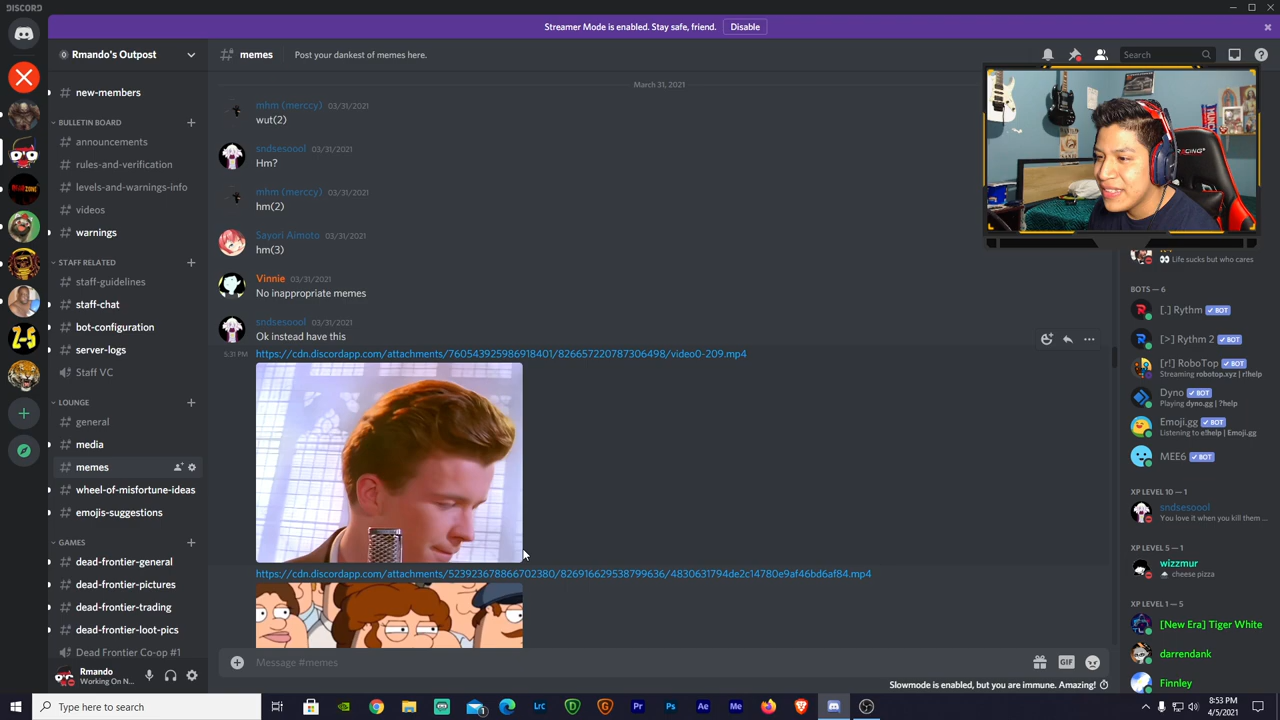 DISCORD
Streamer Mode is enabled. Stay safe, friend.
Disable
Rmando's Outpost
memes
Post your dankest of memes here.
Search
new-members
BULLETIN BOARD
announcements
rules-and-verification
levels-and-warnings-info
videos
warnings
STAFF RELATED
staff-guidelines
staff-chat
bot-configuration
server-logs
Staff VC
LOUNGE
general
media
memes
wheel-of-misfortune-ideas
emojis-suggestions
GAMES
dead-frontier-general
dead-frontier-pictures
dead-frontier-trading
dead-frontier-loot-pics
Dead Frontier Co-op #1
Rmando
Working On N...
March 31, 2021
mhm (merccy) 03/31/2021
wut(2)
sndsesoool 03/31/2021
Hm?
mhm (merccy) 03/31/2021
hm(2)
Sayori Aimoto 03/31/2021
hm(3)
Vinnie 03/31/2021
No inappropriate memes
sndsesoool 03/31/2021
Ok instead have this
5:31 PM
https://cdn.discordapp.com/attachments/760543925986918401/826657220787306498/video0-209.mp4
https://cdn.discordapp.com/attachments/523923678866702380/826916629538799636/4830631794de2c14780e9af46bd6af84.mp4
Message #memes
GIF
Slowmode is enabled, but you are immune. Amazing!
RACING
Life sucks but who cares
BOTS — 6
[.] Rythm ✓ BOT
[>] Rythm 2 ✓ BOT
[r!] RoboTop ✓ BOT
Streaming robotop.xyz | r!help
Dyno ✓ BOT
Playing dyno.gg | ?help
Emoji.gg ✓ BOT
Listening to e!help | Emoji.gg
MEE6 ✓ BOT
XP LEVEL 10 — 1
sndsesoool
You love it when you kill them ...
XP LEVEL 5 — 1
wizzmur
cheese pizza
XP LEVEL 1 — 5
[New Era] Tiger White
darrendank
Finnley
Type here to search
Lrc
Pr
Ps
Ae
Me
8:53 PM
4/5/2021